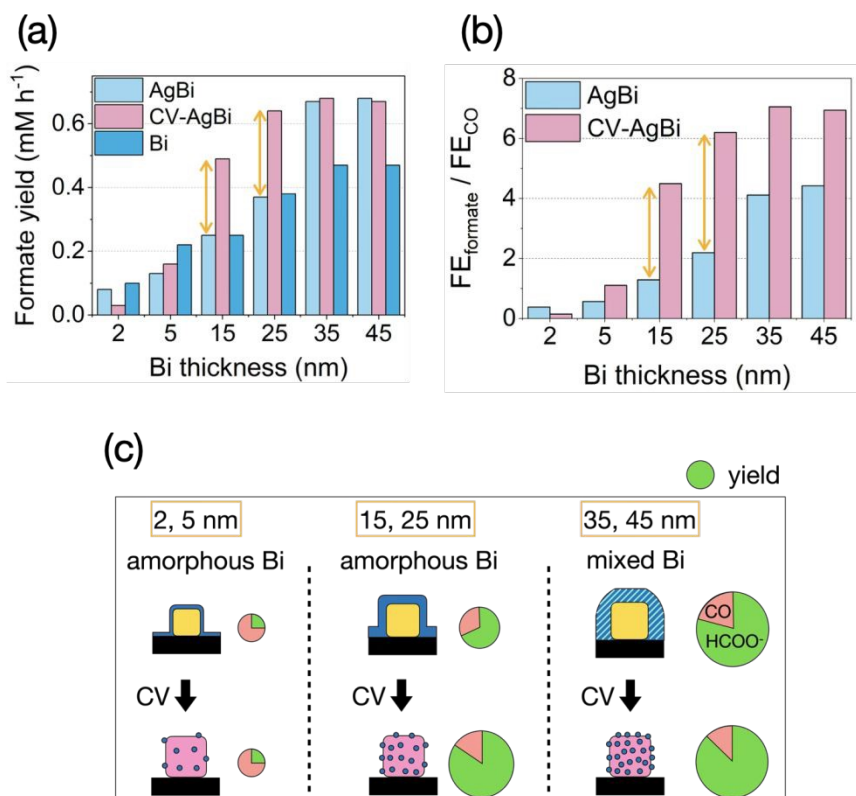 (a)
Formate yield (mM h⁻¹)
0.6
0.4
0.2
0.0
AgBi
CV-AgBi
Bi
2 5 15 25 35 45
Bi thickness (nm)
(b)
FE_formate / FE_CO
8
6
4
2
0
AgBi
CV-AgBi
2 5 15 25 35 45
Bi thickness (nm)
(c)
yield
2, 5 nm
15, 25 nm
35, 45 nm
amorphous Bi
amorphous Bi
mixed Bi
CO
HCOO⁻
CV
CV
CV